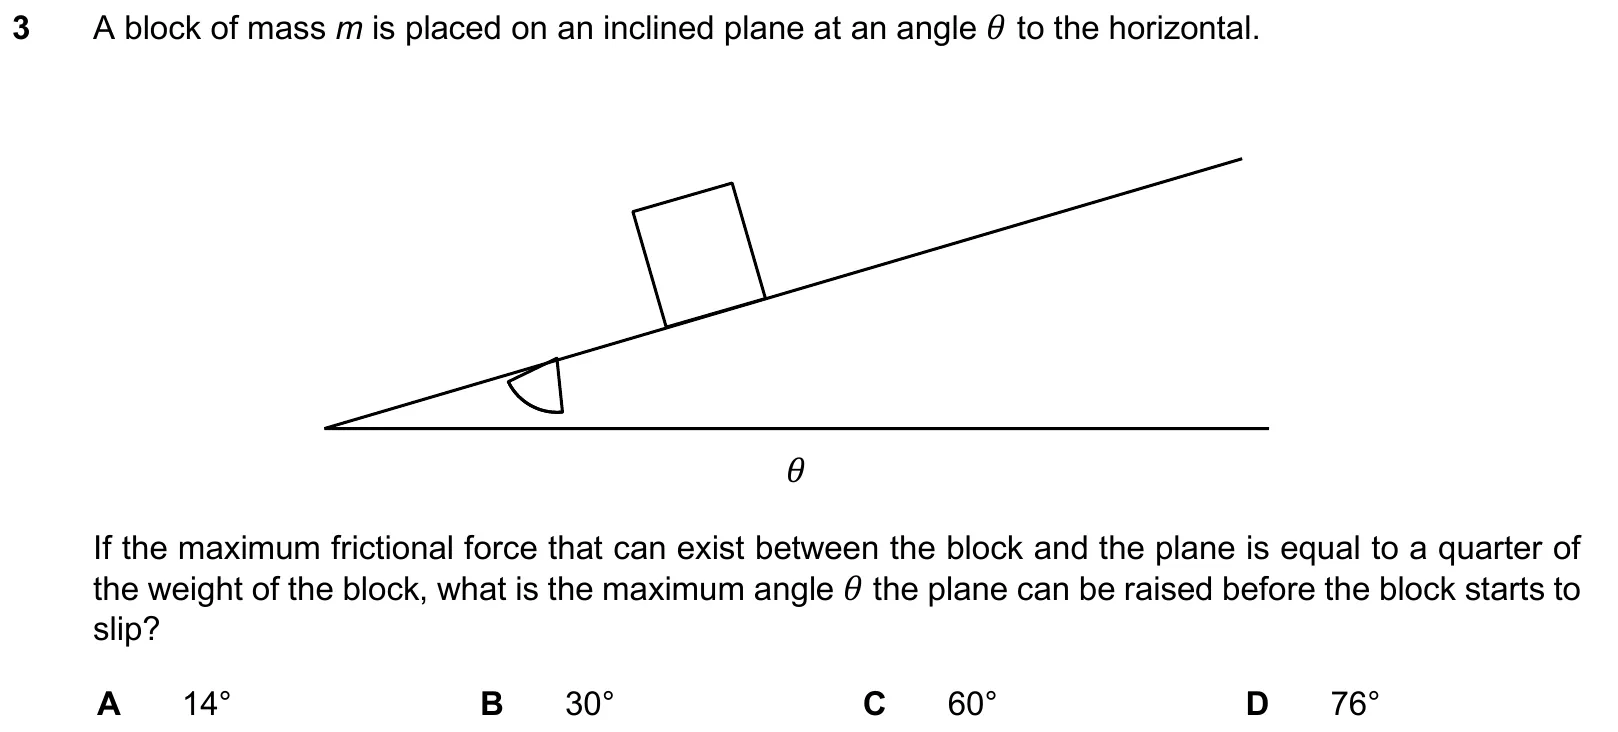 3 A block of mass m is placed on an inclined plane at an angle θ to the horizontal.
θ
If the maximum frictional force that can exist between the block and the plane is equal to a quarter of
the weight of the block, what is the maximum angle θ the plane can be raised before the block starts to
slip?
A 14° B 30° C 60° D 76°